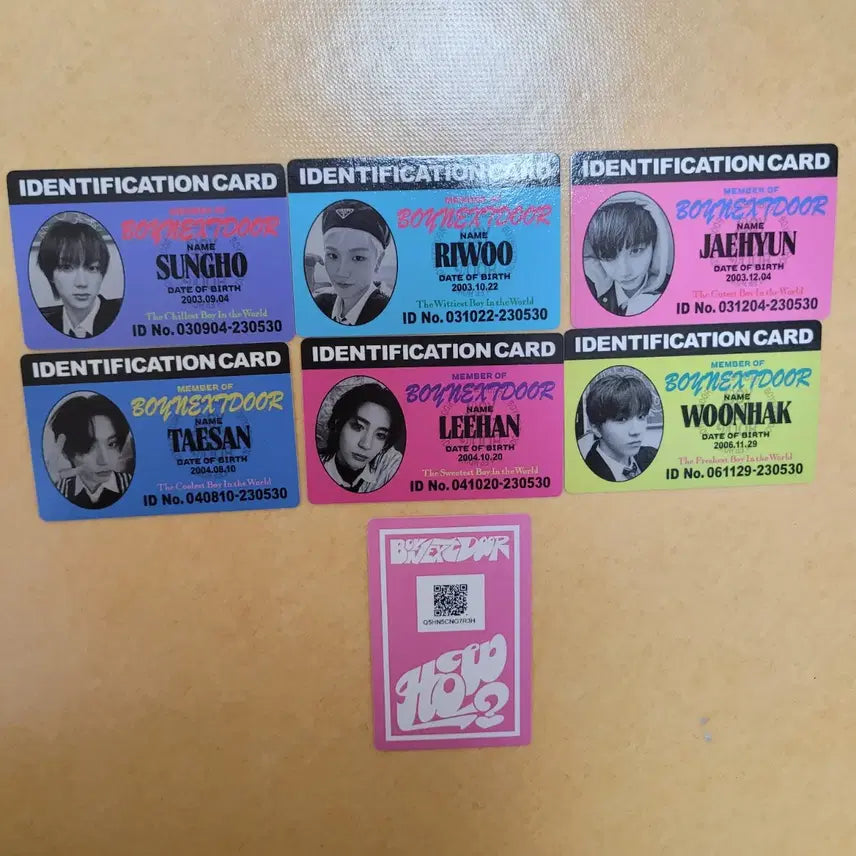 IDENTIFICATION CARD
MEMBER OF
BOYNEXTDOOR
NAME
SUNGHO
DATE OF BIRTH
2003.09.04
The Chillest Boy In the World
ID No. 030904-230530
IDENTIFICATION CARD
MEMBER OF
BOYNEXTDOOR
NAME
RIWOO
DATE OF BIRTH
2003.10.22
The Wittiest Boy In the World
ID No. 031022-230530
IDENTIFICATION CARD
MEMBER OF
BOYNEXTDOOR
NAME
JAEHYUN
DATE OF BIRTH
2003.12.04
The Cutest Boy In the World
ID No. 031204-230530
IDENTIFICATION CARD
MEMBER OF
BOYNEXTDOOR
NAME
TAESAN
DATE OF BIRTH
2004.08.10
The Coolest Boy In the World
ID No. 040810-230530
IDENTIFICATION CARD
MEMBER OF
BOYNEXTDOOR
NAME
LEEHAN
DATE OF BIRTH
2004.10.20
The Sweetest Boy In the World
ID No. 041020-230530
IDENTIFICATION CARD
MEMBER OF
BOYNEXTDOOR
NAME
WOONHAK
DATE OF BIRTH
2006.11.29
The Freshest Boy In the World
ID No. 061129-230530
BOYNEXTDOOR
Q5HN5CNG7R3H
HOW?